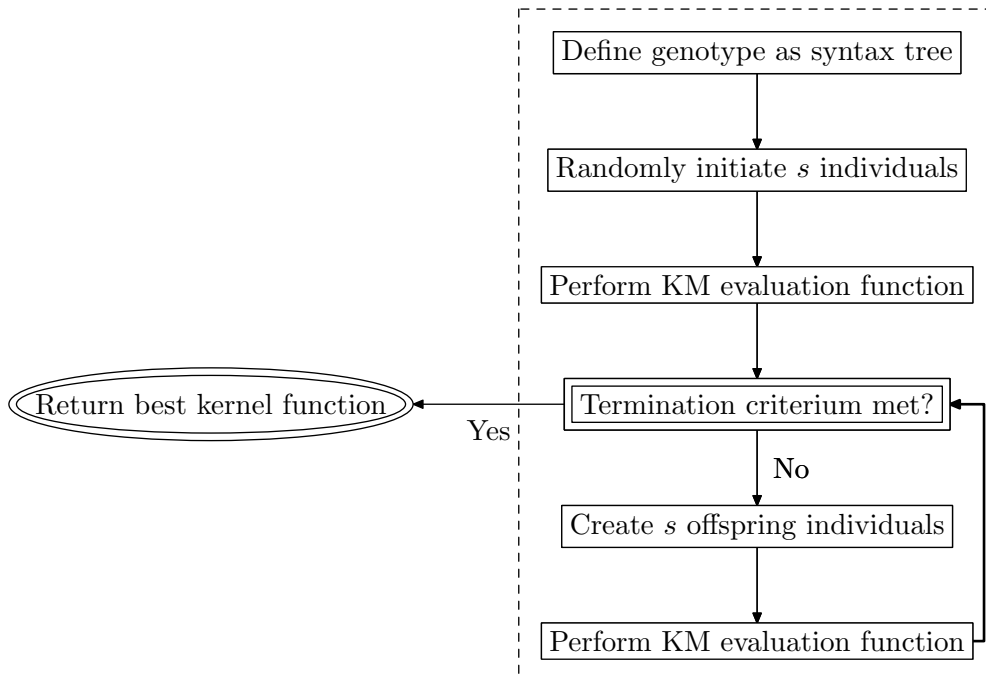 Define genotype as syntax tree
Randomly initiate s individuals
Perform KM evaluation function
Return best kernel function
Termination criterium met?
Yes
No
Create s offspring individuals
Perform KM evaluation function